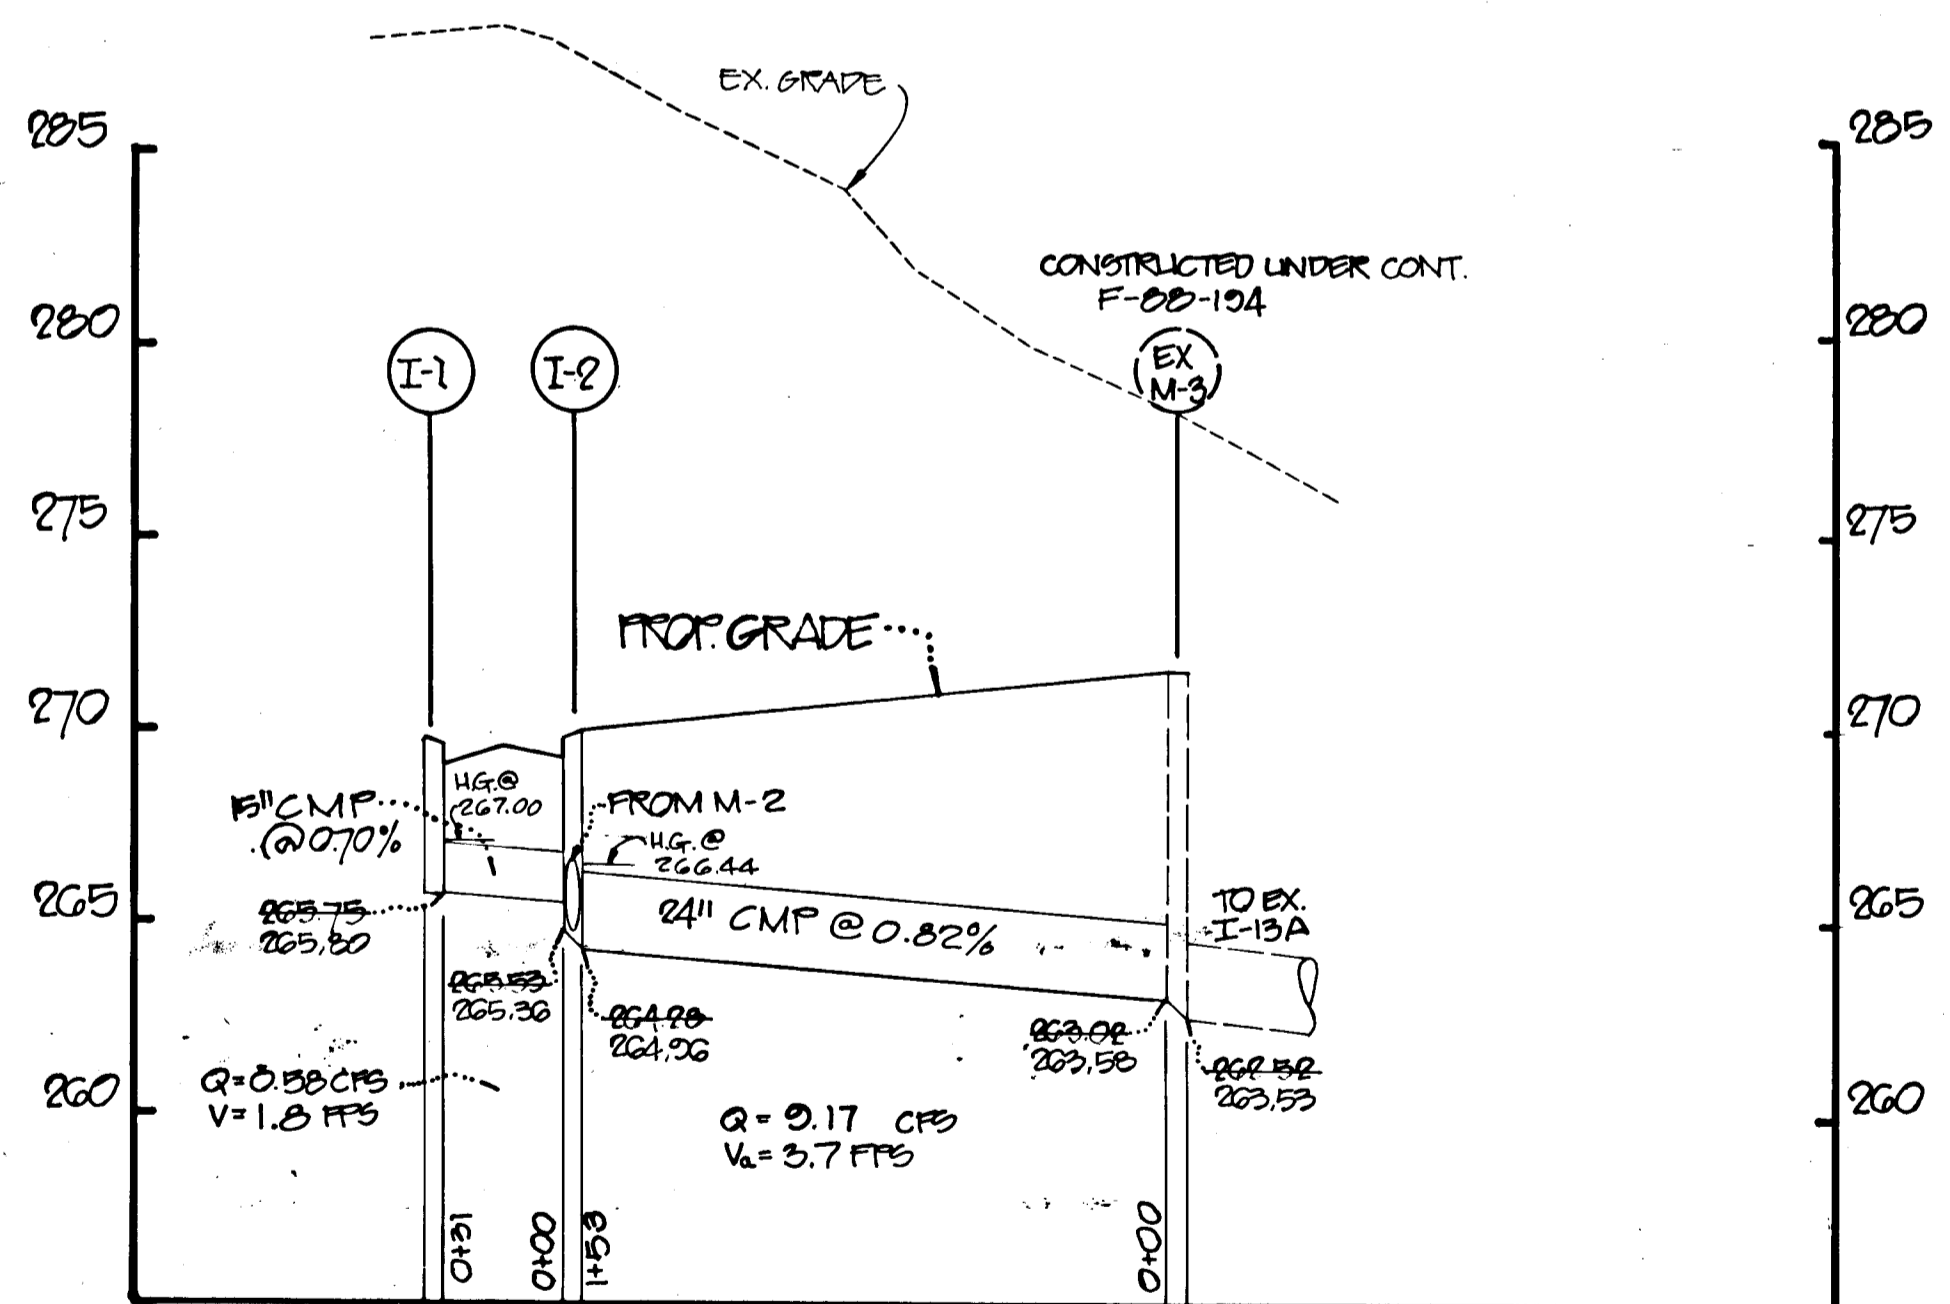 EX. GRADE
285
285
CONSTRUCTED UNDER CONT.
F-88-194
280
280
I-1
I-2
EX
M-3
275
275
PROP. GRADE
270
270
H.G.@
267.00
15" CMP
@ 0.70%
FROM M-2
H.G. @
266.44
265
265
24" CMP @ 0.82%
TO EX.
I-13A
265.75
265.80
265.53
265.36
264.28
264.96
263.02
263.58
262.52
263.53
260
260
Q=0.58 CFS
V=1.8 FPS
Q= 9.17 CFS
Va= 3.7 FPS
0+31
0+00
1+53
0+00